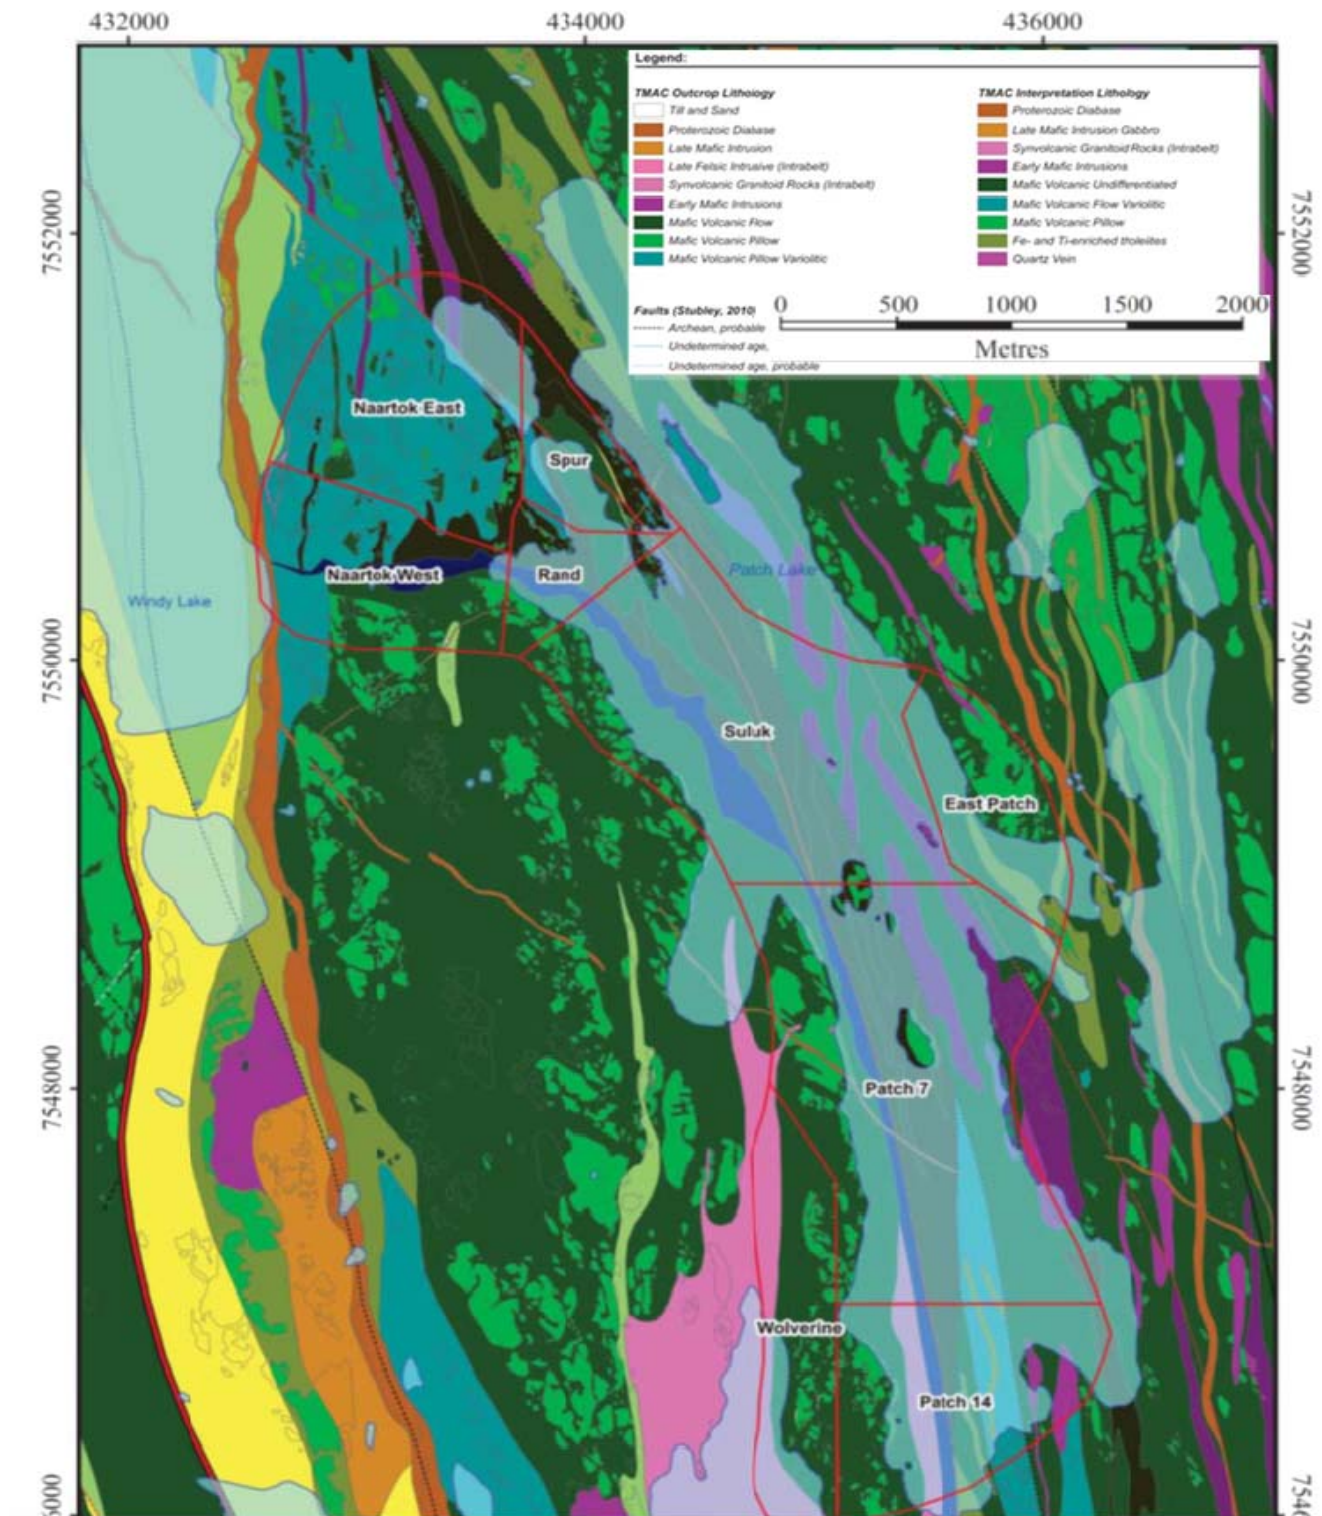 432000
434000
436000
Legend:
TMAC Outcrop Lithology
Till and Sand
Proterozoic Diabase
Late Mafic Intrusion
Late Felsic Intrusive (Intrabelt)
Synvolcanic Granitoid Rocks (Intrabelt)
Early Mafic Intrusions
Mafic Volcanic Flow
Mafic Volcanic Pillow
Mafic Volcanic Pillow Variolitic
TMAC Interpretation Lithology
Proterozoic Diabase
Late Mafic Intrusion Gabbro
Synvolcanic Granitoid Rocks (Intrabelt)
Early Mafic Intrusions
Mafic Volcanic Undifferentiated
Mafic Volcanic Flow Variolitic
Mafic Volcanic Pillow
Fe- and Ti-enriched tholeiites
Quartz Vein
Faults (Stubley, 2010)
Archean, probable
Undetermined age,
Undetermined age, probable
0 500 1000 1500 2000
Metres
7552000
7552000
Naartok East
Spur
Naartok West
Rand
Patch Lake
Windy Lake
7550000
7550000
Suluk
East Patch
7548000
7548000
Patch 7
Wolverine
Patch 14
6000
7546